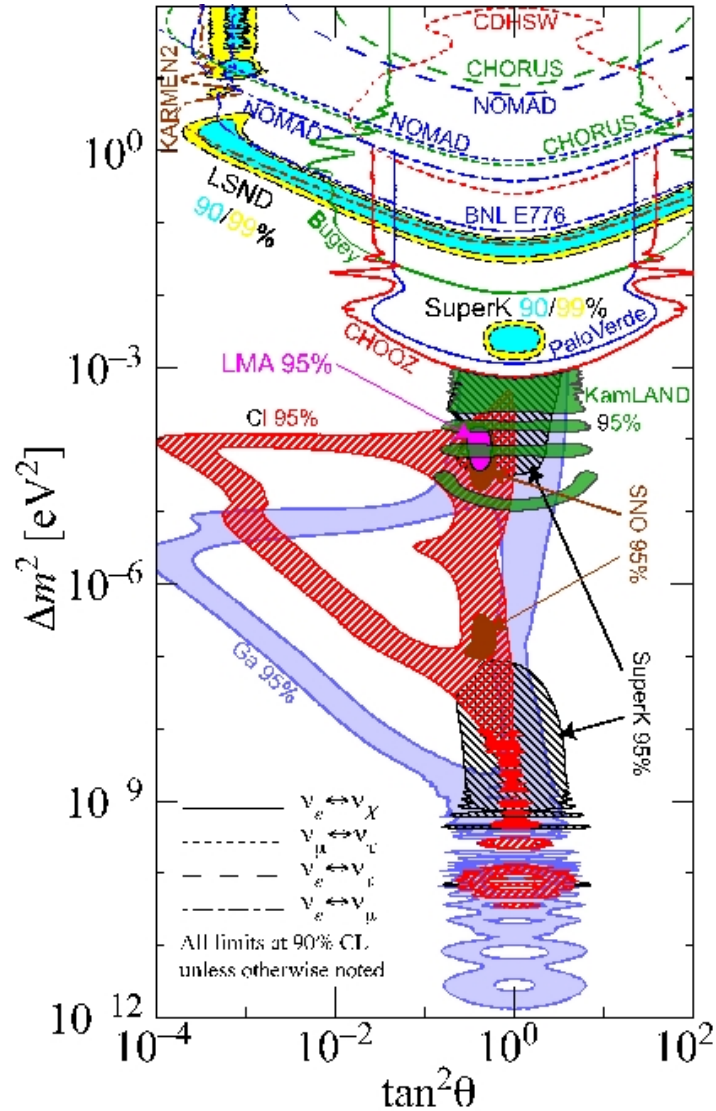 CDHSW
CHORUS
NOMAD
KARMEN2
NOMAD
NOMAD
CHORUS
10⁰
LSND
90/99%
BNL E776
Bugey
SuperK 90/99%
PaloVerde
CHOOZ
10⁻³
LMA 95%
KamLAND
95%
Cl 95%
SNO 95%
Δm² [eV²]
10⁻⁶
Ga 95%
SuperK 95%
10⁻⁹
νₑ↔νχ
νμ↔ντ
νₑ↔ντ
νₑ↔νμ
All limits at 90% CL
unless otherwise noted
10 12
10⁻⁴ 10⁻² 10⁰ 10²
tan²θ